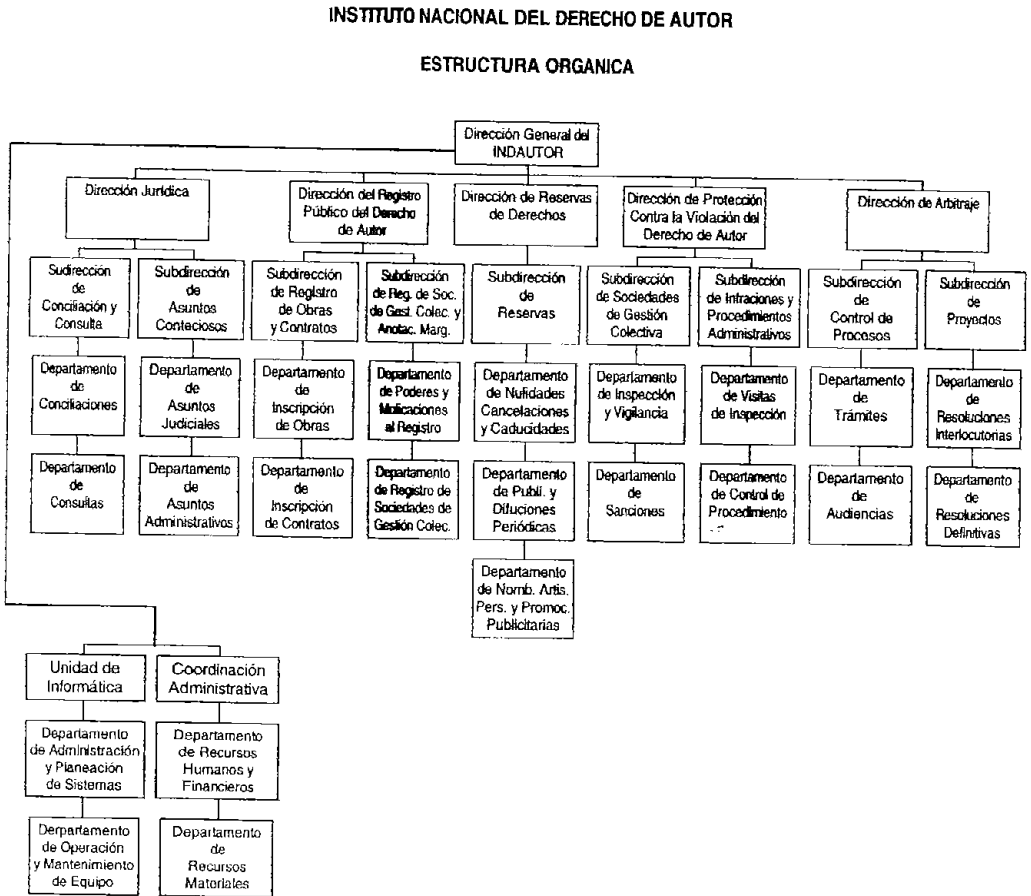 INSTITUTO NACIONAL DEL DERECHO DE AUTOR
ESTRUCTURA ORGANICA
Dirección General del
INDAUTOR
Dirección Jurídica
Dirección del Registro
Público del Derecho
de Autor
Dirección de Reservas
de Derechos
Dirección de Protección
Contra la Violación del
Derecho de Autor
Dirección de Arbitraje
Sudirección
de
Conciliación y
Consulta
Subdirección
de
Asuntos
Conteciosos
Subdirección
de Registro
de Obras
y Contratos
Subdirección
de Reg. de Soc.
de Gest. Colec. y
Anotac. Marg.
Subdirección
de
Reservas
Subdirección
de Sociedades
de Gestión
Colectiva
Subdirección
de Infraciones y
Procedimientos
Administrativos
Subdirección
de
Control de
Procesos
Subdirección
de
Proyectos
Departamento
de
Conciliaciones
Departamento
de
Asuntos
Judiciales
Departamento
de
Inscripción
de Obras
Departamento
de Poderes y
Moficaciones
al Registro
Departamento
de Nulidades
Cancelaciones
y Caducidades
Departamento
de Inspección
y Vigilancia
Departamento
de Visitas
de Inspección
Departamento
de
Trámites
Departamento
de
Resoluciones
Interlocutorias
Departamento
de
Consultas
Departamento
de
Asuntos
Administrativos
Departamento
de
Inscripción
de Contratos
Departamento
de Registro de
Sociedades de
Gestión Colec.
Departamento
de Publi. y
Difuciones
Periódicas
Departamento
de
Sanciones
Departamento
de Control de
Procedimiento
Departamento
de
Audiencias
Departamento
de
Resoluciones
Definitivas
Departamento
de Nomb. Artis.
Pers. y Promoc.
Publicitarias
Unidad de
Informática
Coordinación
Administrativa
Departamento
de Administración
y Planeación
de Sistemas
Departamento
de Recursos
Humanos y
Financieros
Derpartamento
de Operación
y Mantenimiento
de Equipo
Departamento
de
Recursos
Materiales